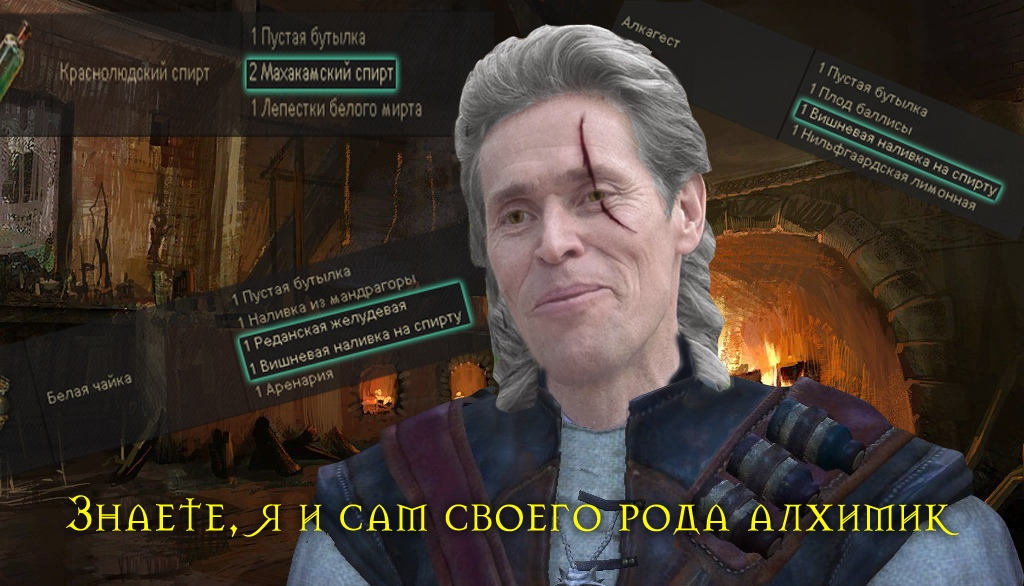 1 Пустая бутылка
Краснолюдский спирт
2 Махакамский спирт
1 Лепестки белого мирта
Алкагест
1 Пустая бутылка
1 Плод баллисы
1 Вишневая наливка на спирту
1 Нильфгаардская лимонная
Белая чайка
1 Пустая бутылка
1 Наливка из мандрагоры
1 Реданская желудевая
1 Вишневая наливка на спирту
1 Аренария
Знаете, я и сам своего рода алхимик